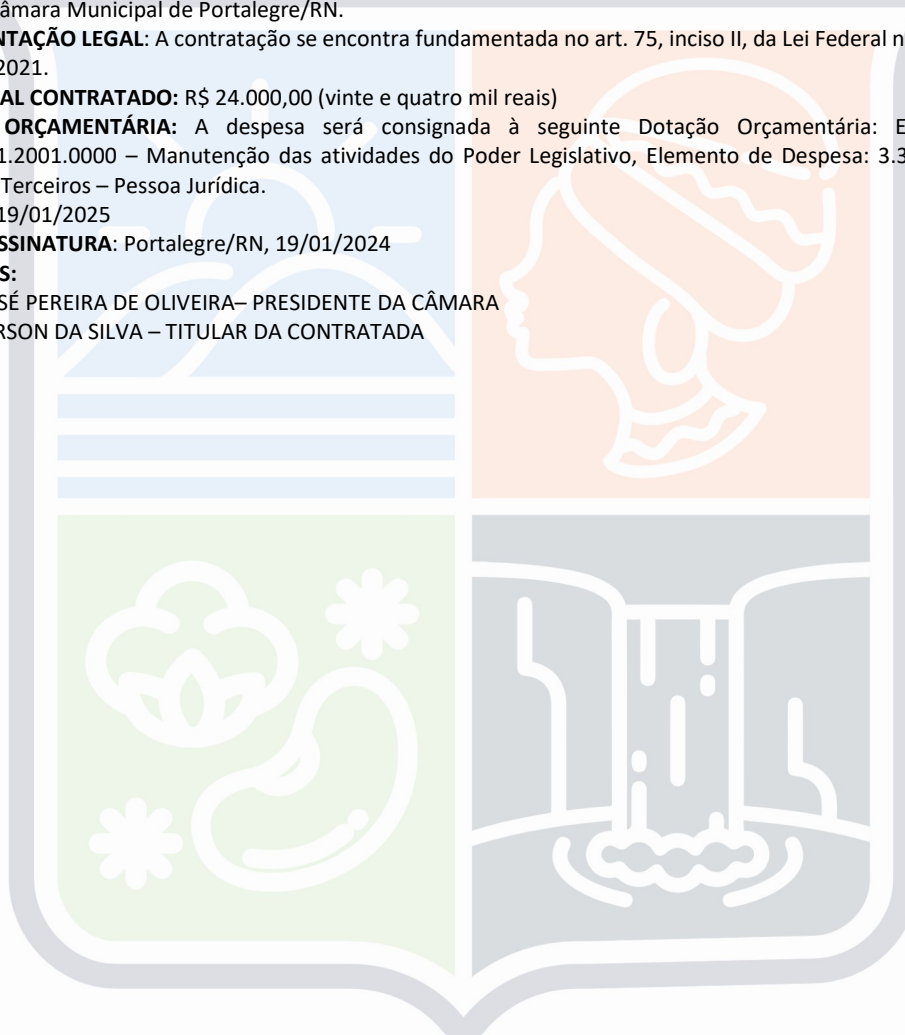 âmara Municipal de Portalegre/RN.
NTAÇÃO LEGAL: A contratação se encontra fundamentada no art. 75, inciso II, da Lei Federal n
2021.
AL CONTRATADO: R$ 24.000,00 (vinte e quatro mil reais)
ORÇAMENTÁRIA: A despesa será consignada à seguinte Dotação Orçamentária: E
1.2001.0000 – Manutenção das atividades do Poder Legislativo, Elemento de Despesa: 3.3
Terceiros – Pessoa Jurídica.
19/01/2025
SSINATURA: Portalegre/RN, 19/01/2024
S:
SÉ PEREIRA DE OLIVEIRA– PRESIDENTE DA CÂMARA
RSON DA SILVA – TITULAR DA CONTRATADA